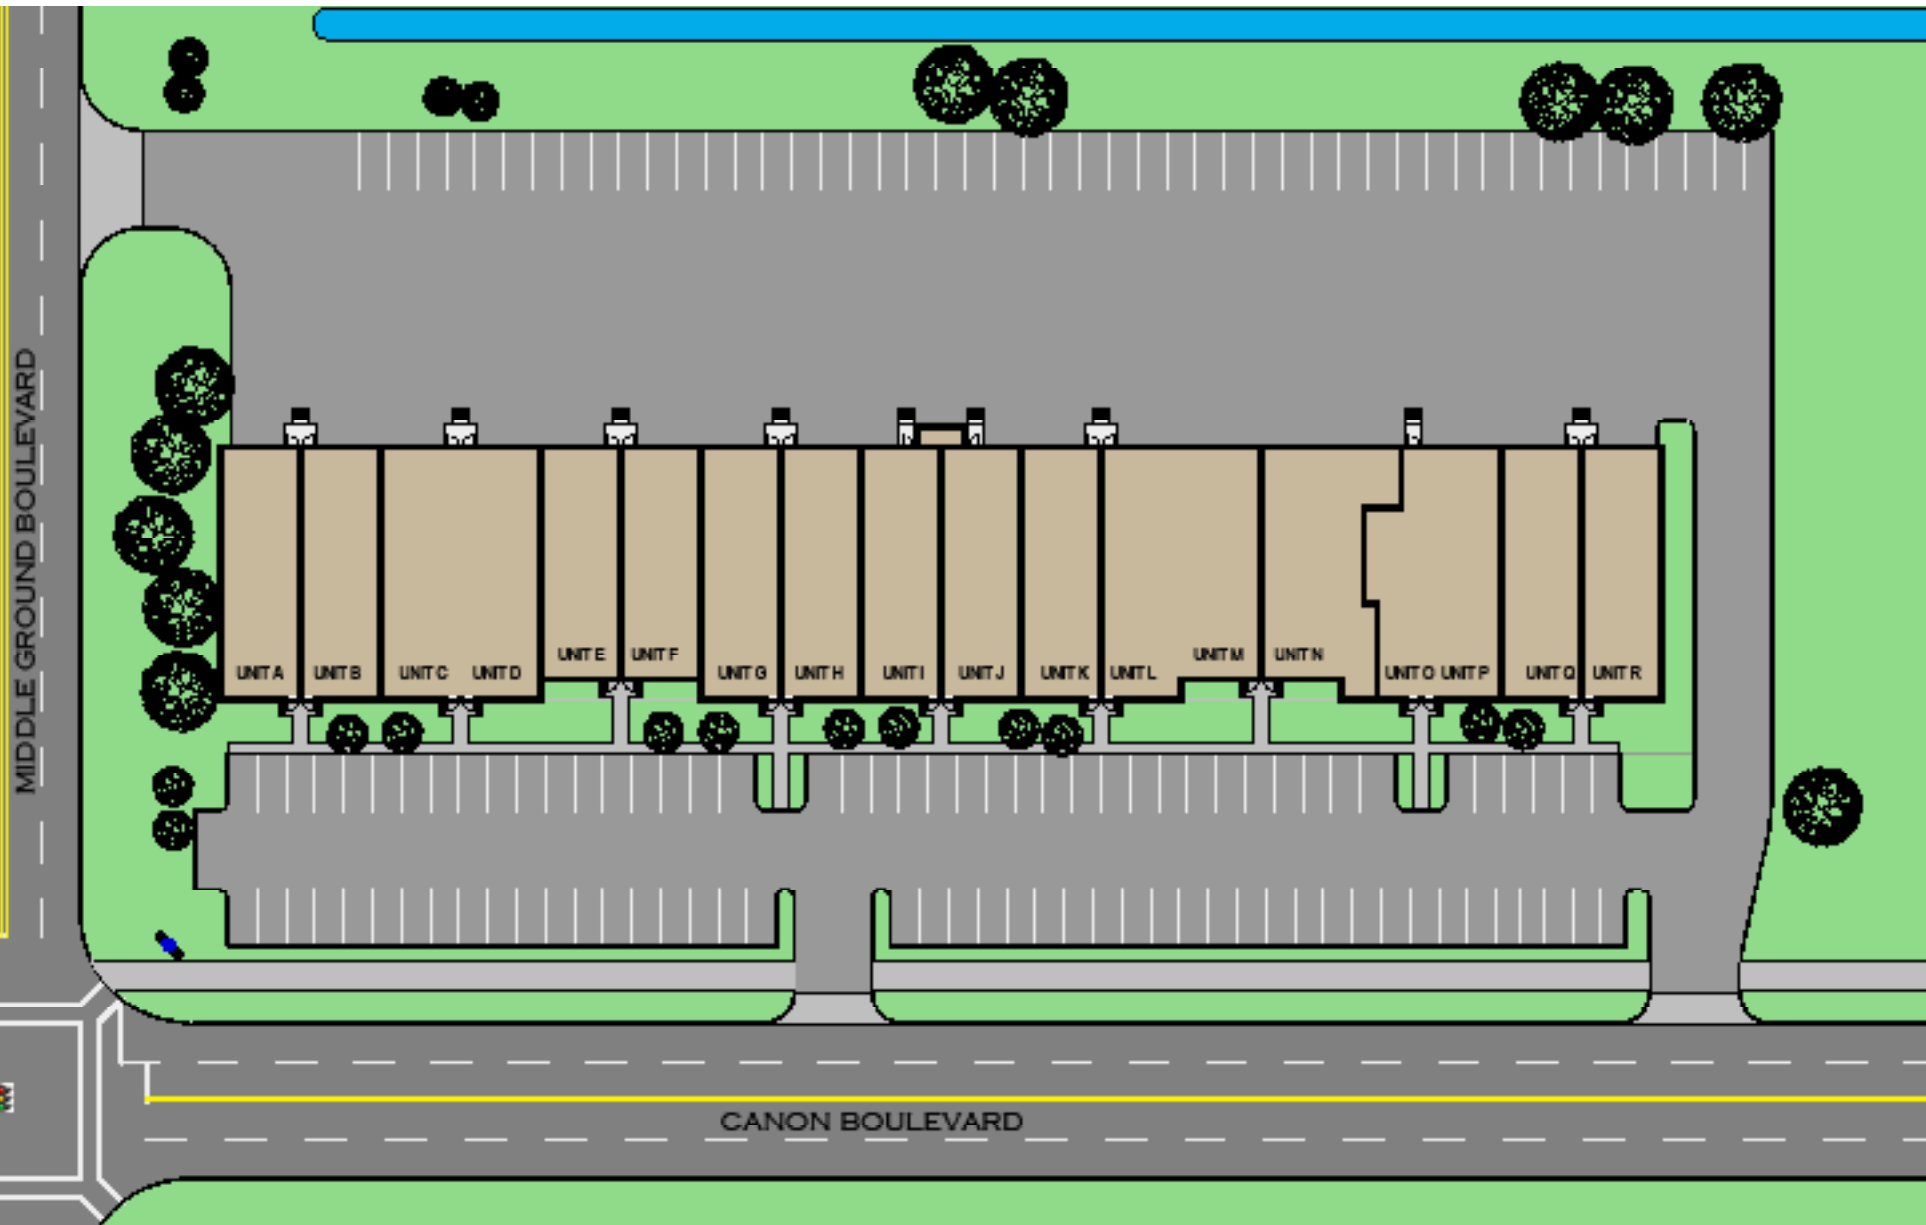 MIDDLE GROUND BOULEVARD
UNIT A
UNIT B
UNIT C
UNIT D
UNIT E
UNIT F
UNIT G
UNIT H
UNIT I
UNIT J
UNIT K
UNIT L
UNIT M
UNIT N
UNIT O
UNIT P
UNIT Q
UNIT R
CANON BOULEVARD